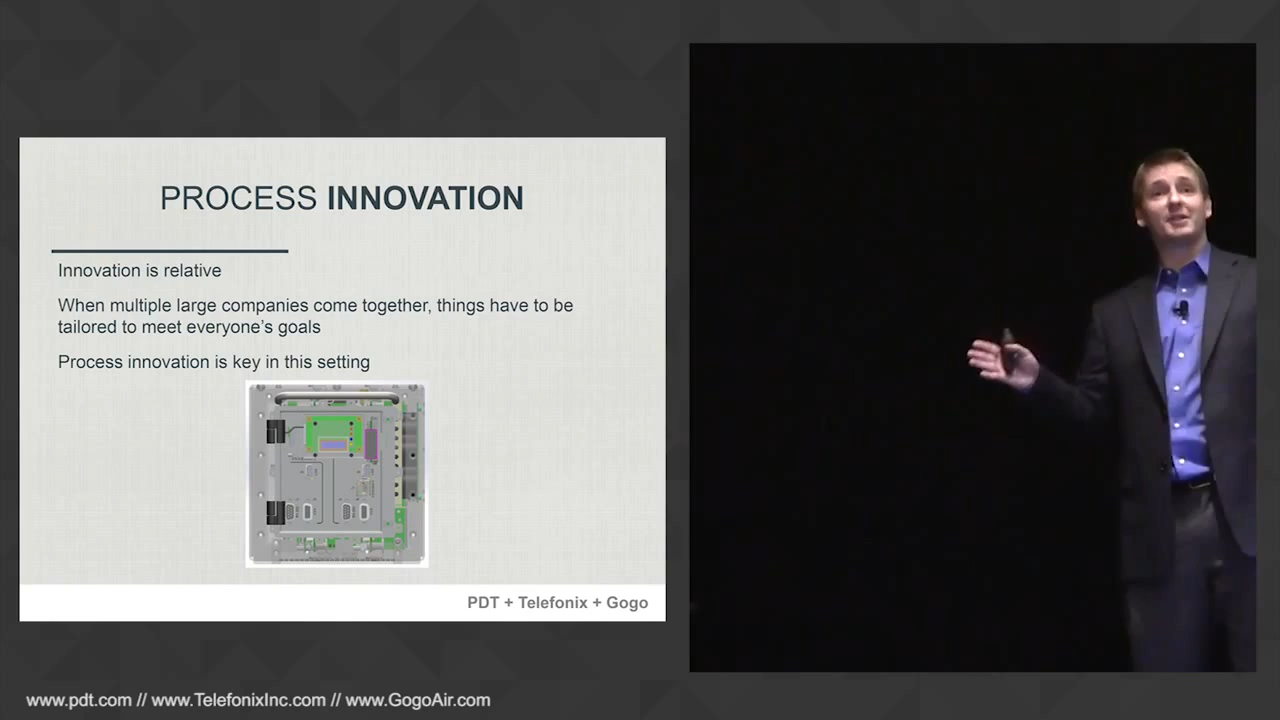 PROCESS INNOVATION
Innovation is relative
When multiple large companies come together, things have to be
tailored to meet everyone's goals
Process innovation is key in this setting
PDT + Telefonix + Gogo
www.pdt.com // www.TelefonixInc.com // www.GogoAir.com